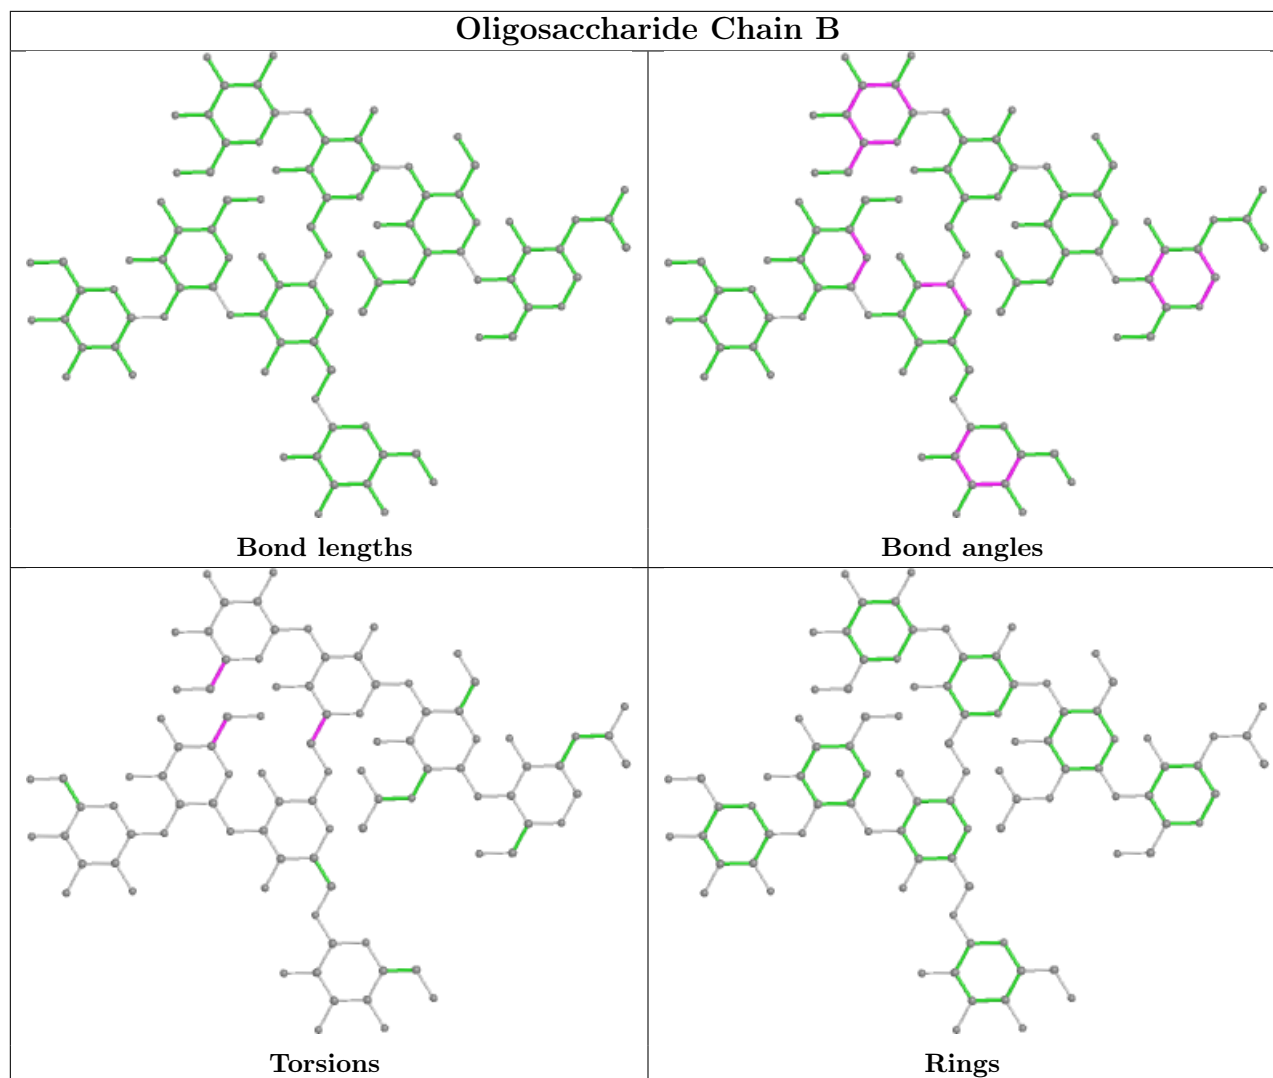 Oligosaccharide Chain B
Bond lengths
Bond angles
Torsions
Rings